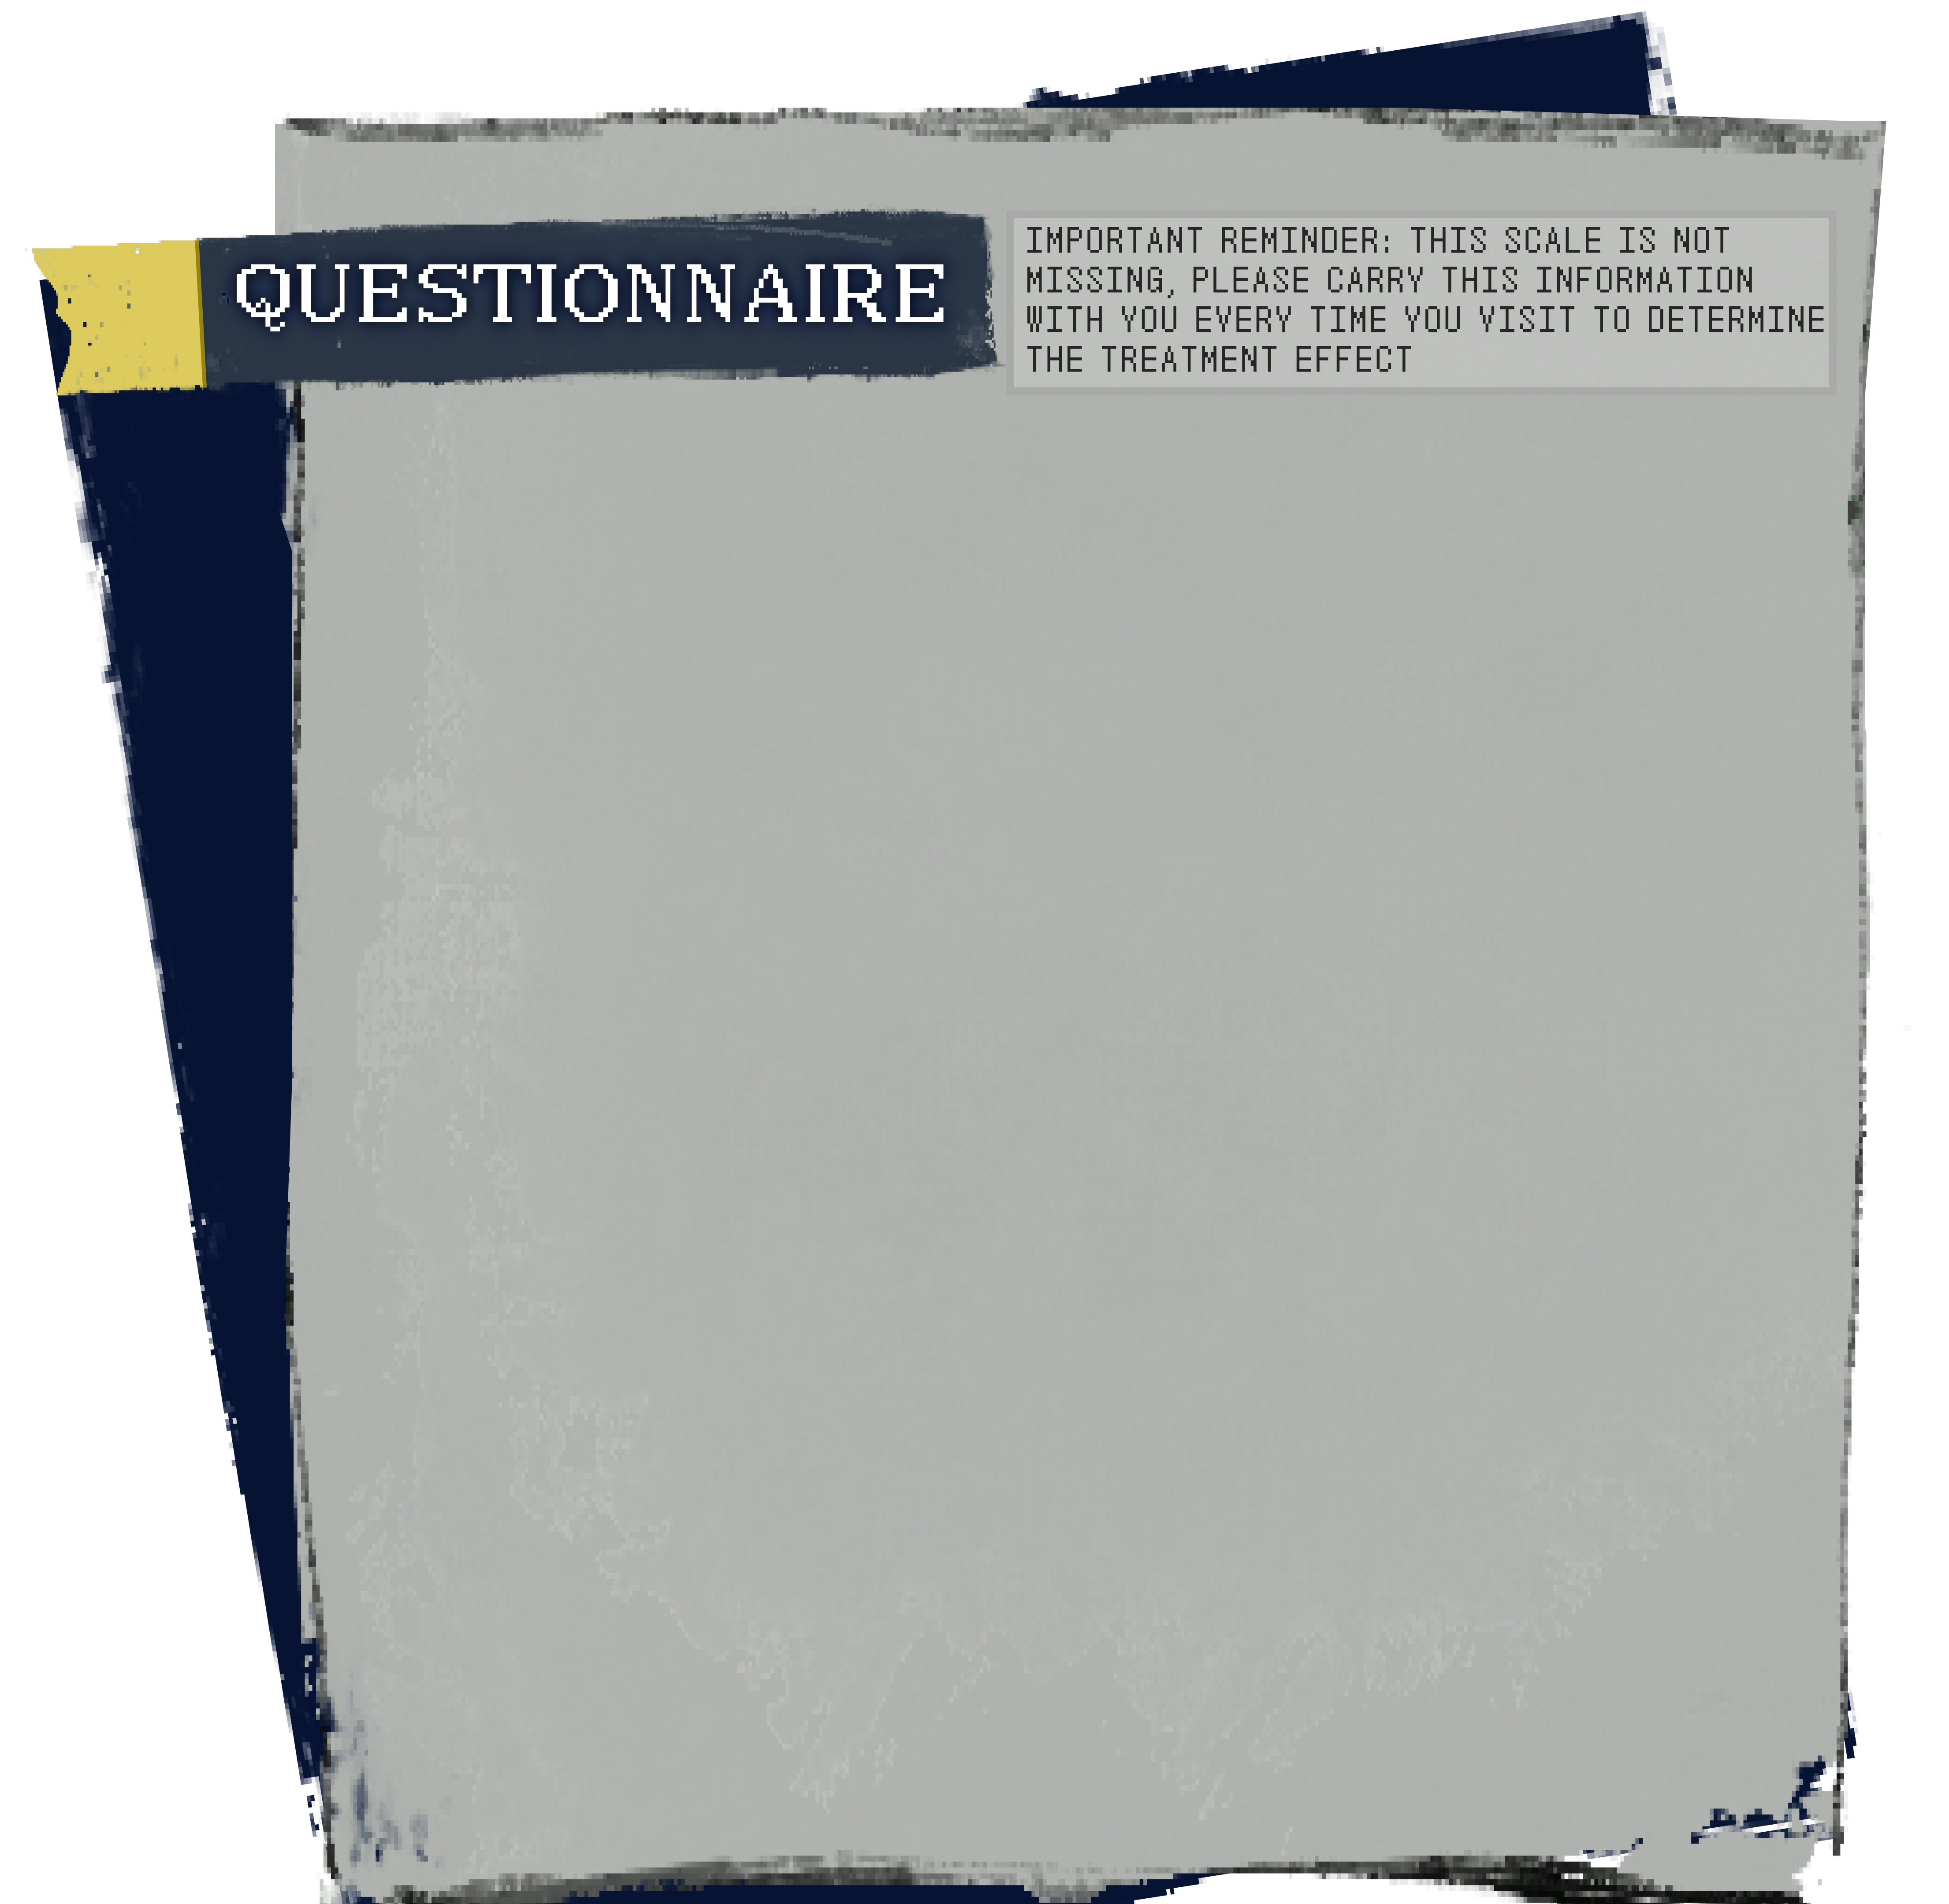 QUESTIONNAIRE
IMPORTANT REMINDER: THIS SCALE IS NOT
MISSING, PLEASE CARRY THIS INFORMATION
WITH YOU EVERY TIME YOU VISIT TO DETERMINE
THE TREATMENT EFFECT